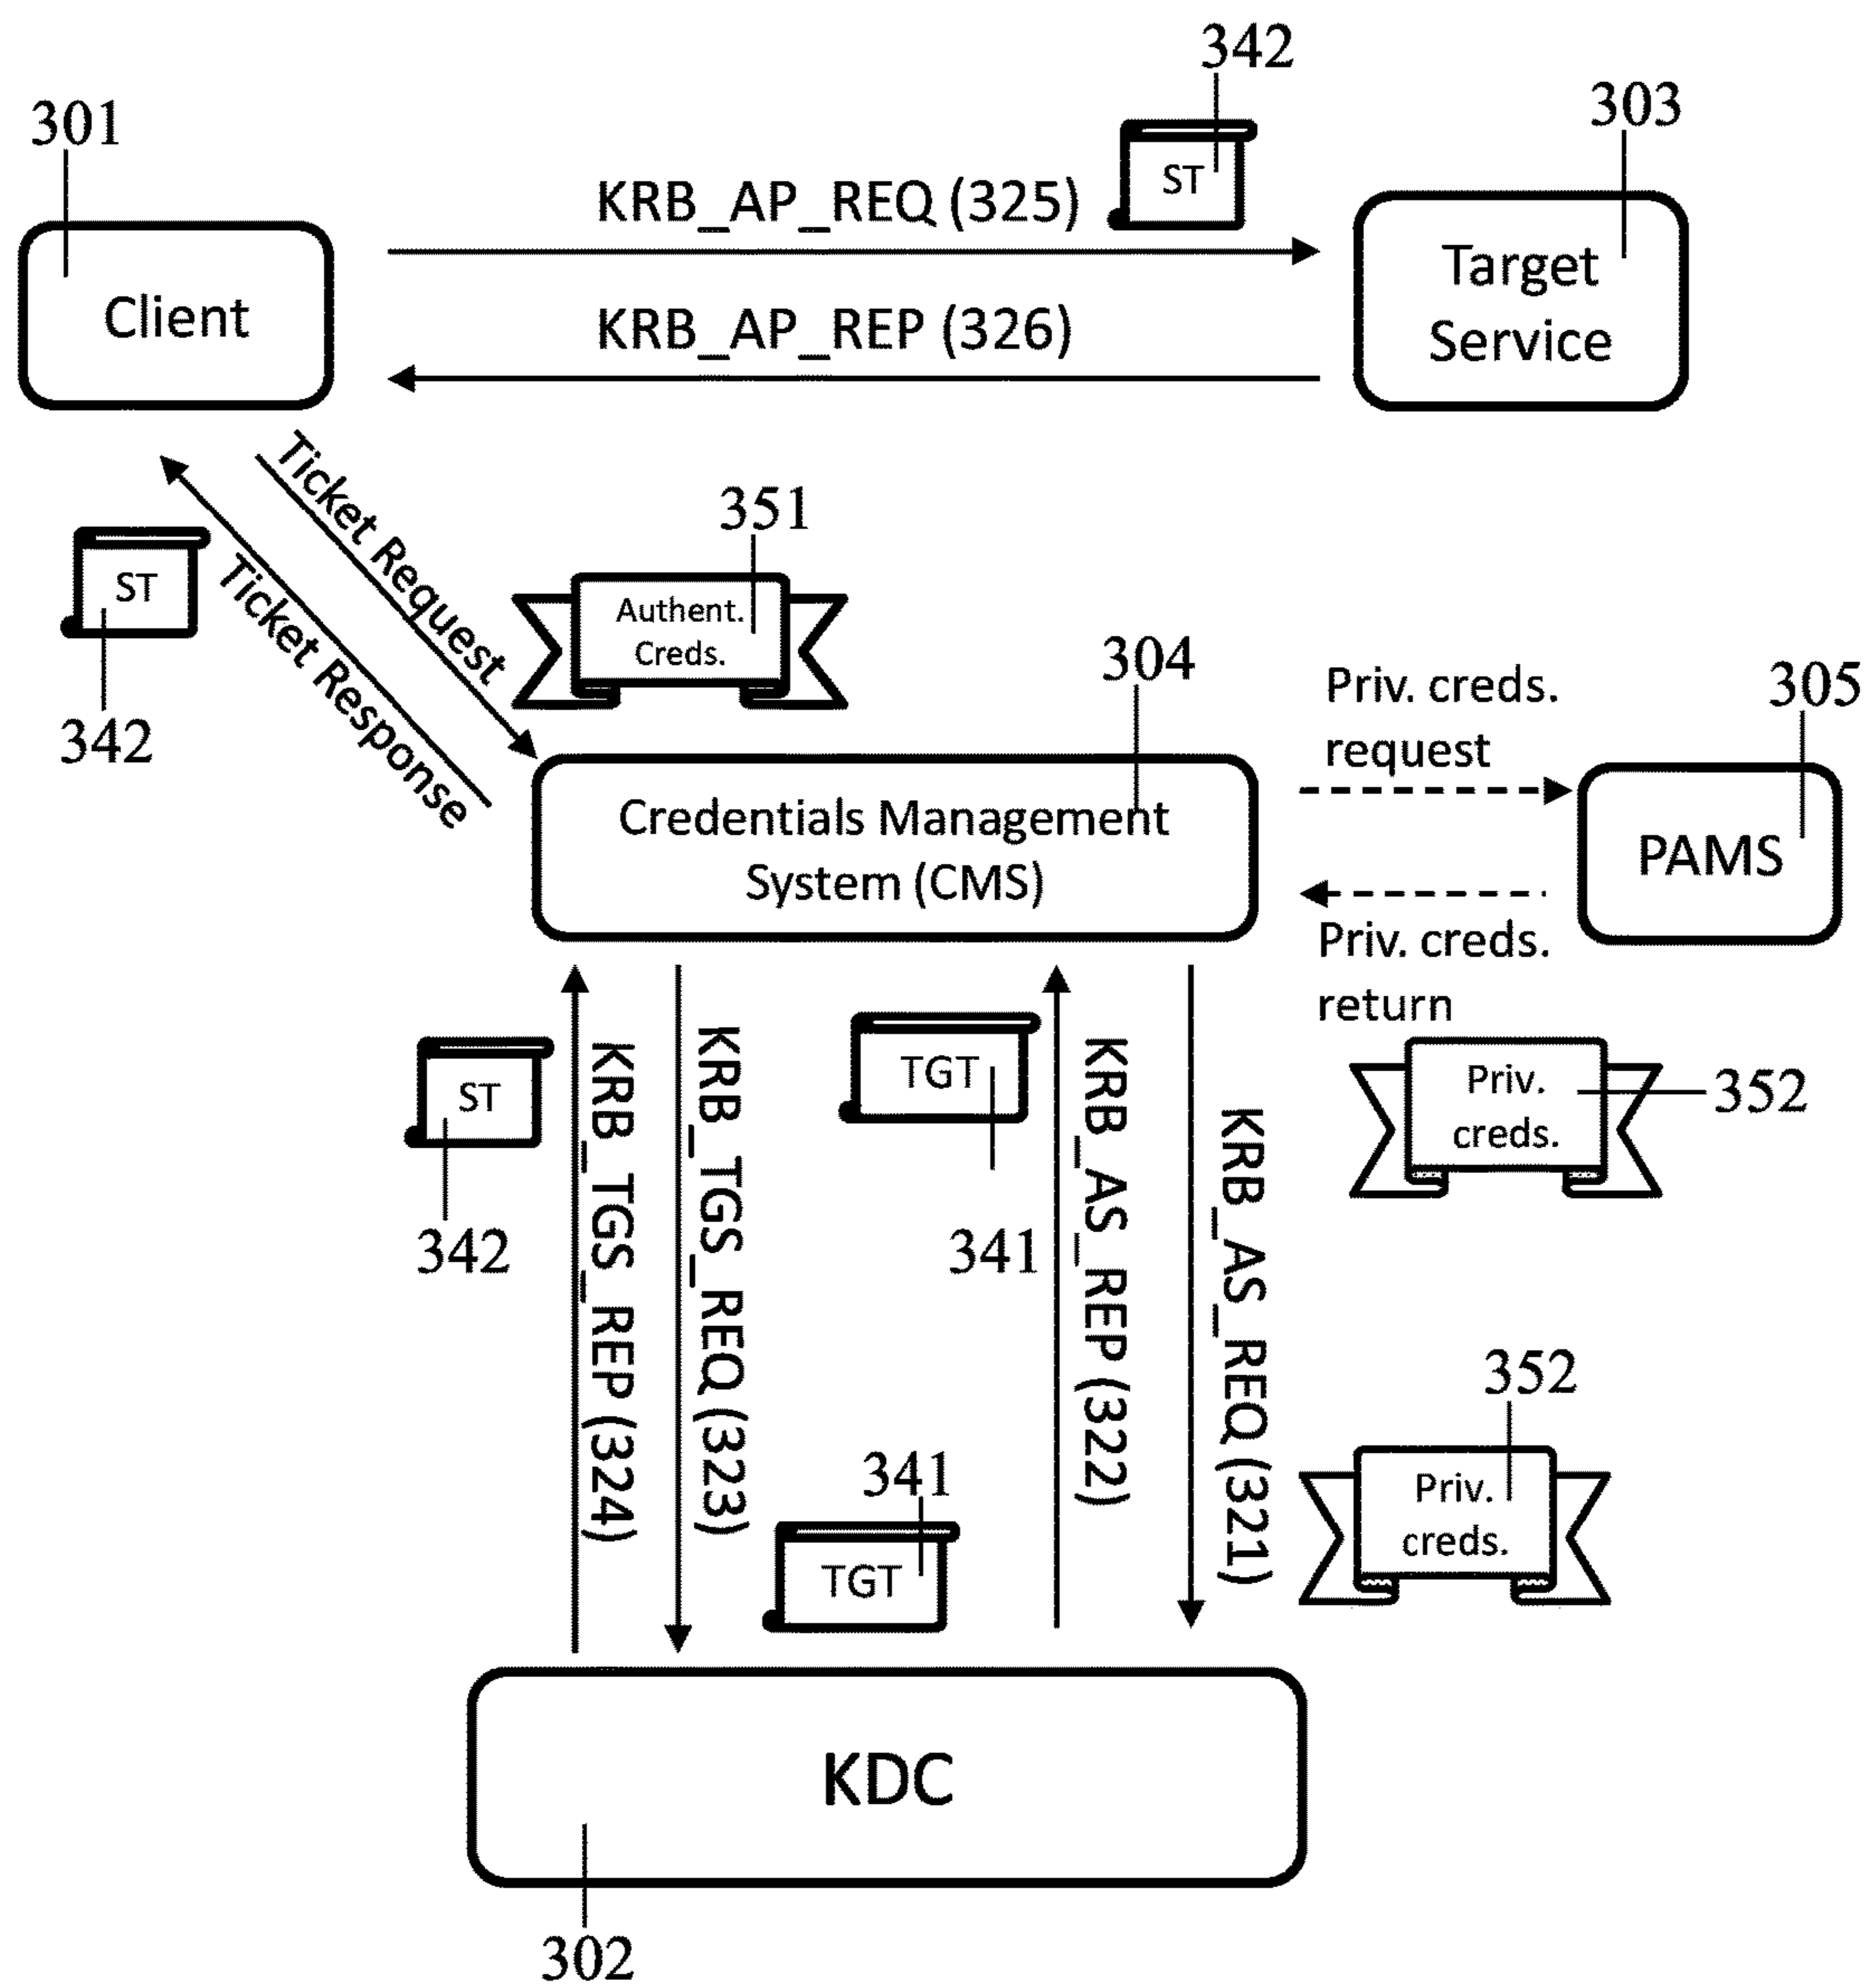 342
301
303
ST
KRB_AP_REQ (325)
Client
Target
Service
KRB_AP_REP (326)
Ticket Request
Ticket Response
ST
342
351
Authent.
Creds.
304
305
Priv. creds.
request
Credentials Management
System (CMS)
PAMS
Priv. creds.
return
ST
342
KRB_TGS_REP (324)
KRB_TGS_REQ (323)
TGT
341
KRB_AS_REP (322)
KRB_AS_REQ (321)
Priv.
creds.
352
352
Priv.
creds.
341
TGT
KDC
302